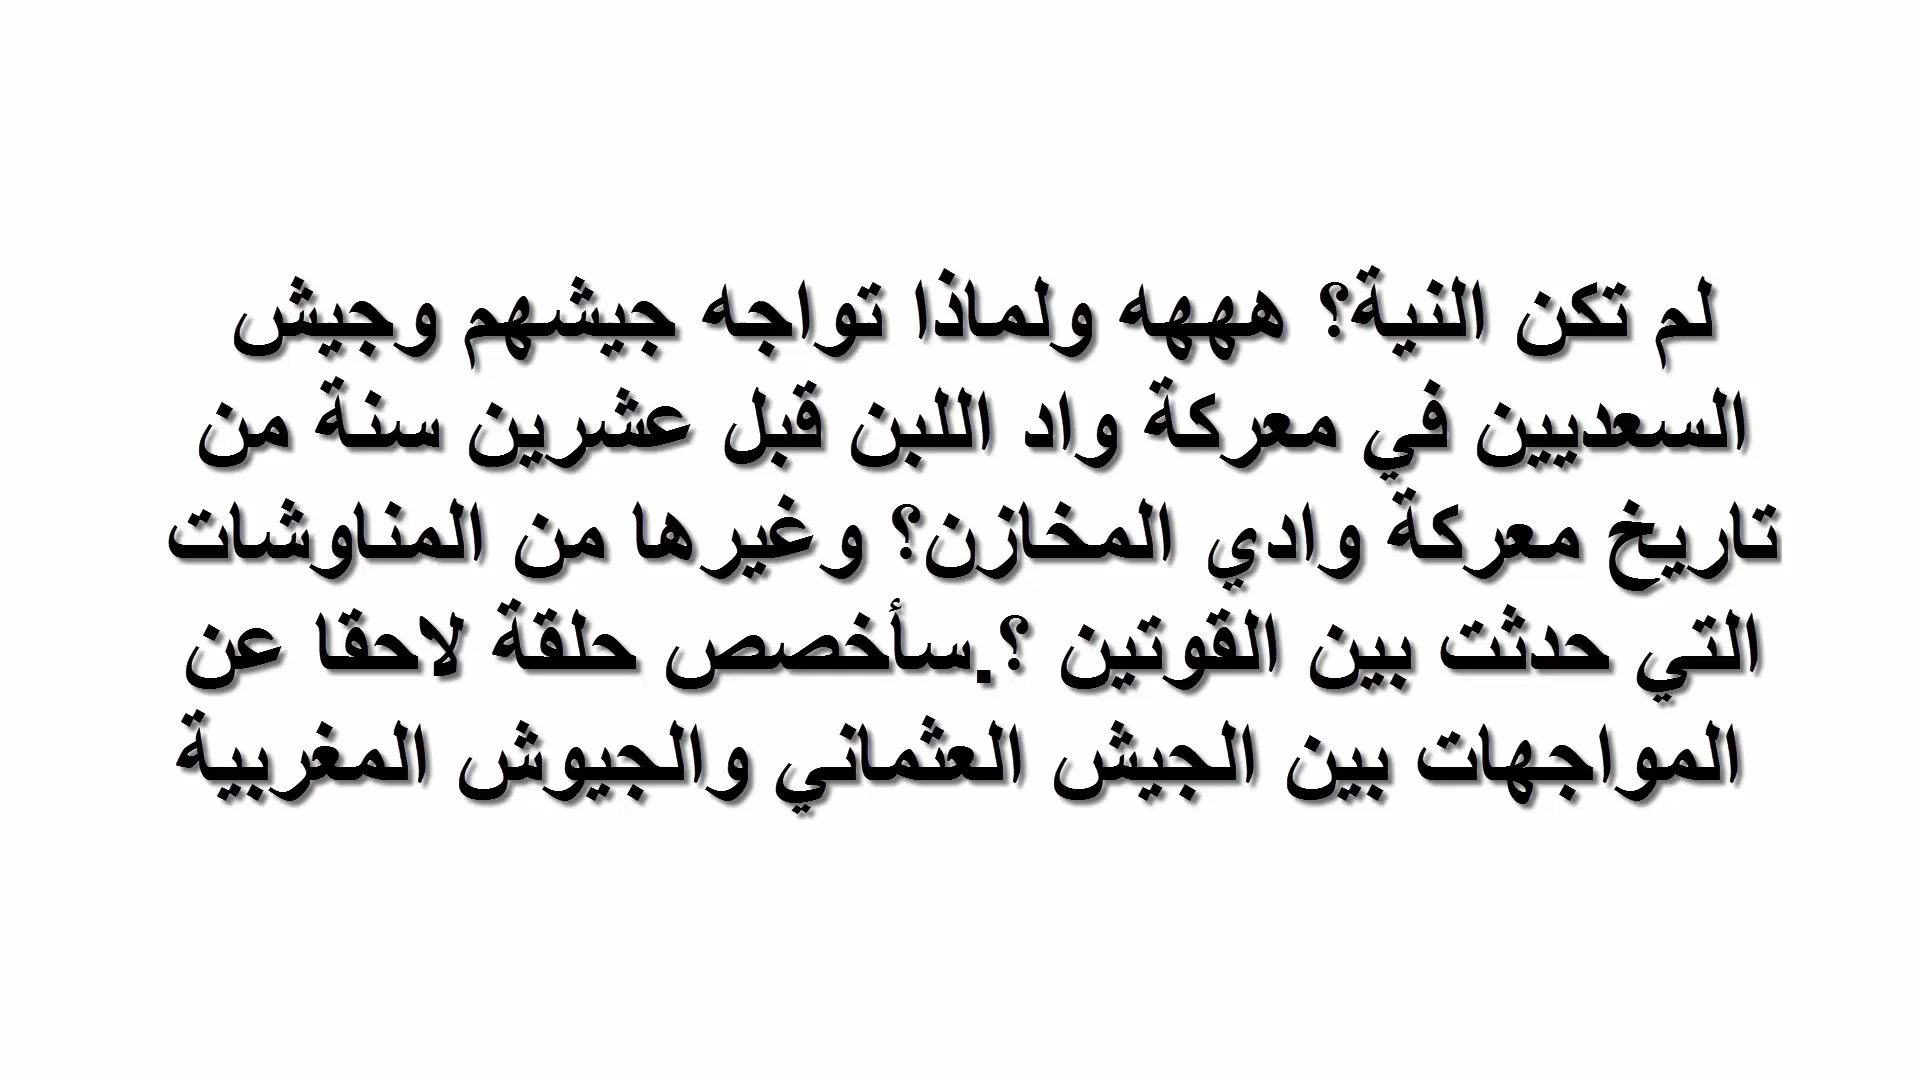 لم تكن النية؟ هههه ولماذا تواجه جيشهم وجيش
السعديين في معركة واد اللبن قبل عشرين سنة من
تاريخ معركة وادي المخازن؟ وغيرها من المناوشات
التي حدثت بين القوتين ؟.سأخصص حلقة لاحقا عن
المواجهات بين الجيش العثماني والجيوش المغربية